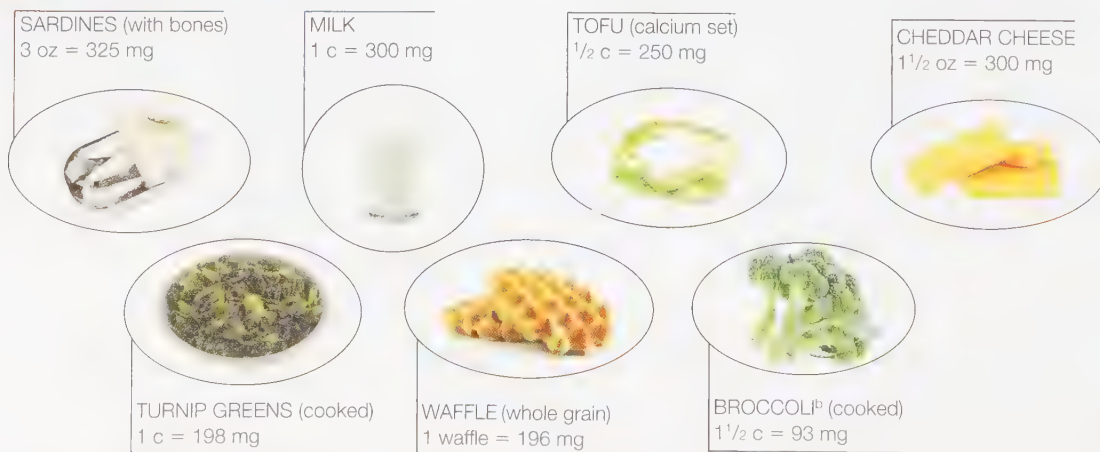 SARDINES (with bones)
3 oz = 325 mg
MILK
1 c = 300 mg
TOFU (calcium set)
1/2 c = 250 mg
CHEDDAR CHEESE
1 1/2 oz = 300 mg
TURNIP GREENS (cooked)
1 c = 198 mg
WAFFLE (whole grain)
1 waffle = 196 mg
BROCCOLIᵇ (cooked)
1 1/2 c = 93 mg